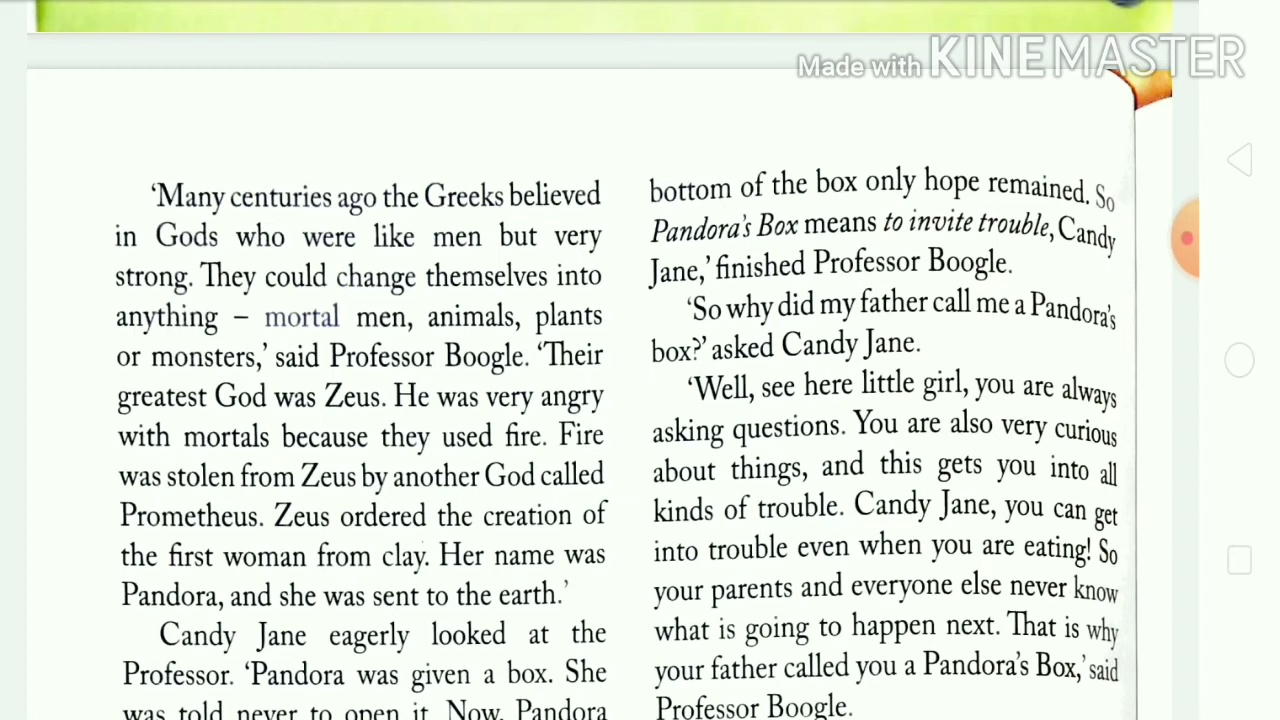 Made with KINEMASTER
‘Many centuries ago the Greeks believed
in Gods who were like men but very
strong. They could change themselves into
anything – mortal men, animals, plants
or monsters,’ said Professor Boogle. ‘Their
greatest God was Zeus. He was very angry
with mortals because they used fire. Fire
was stolen from Zeus by another God called
Prometheus. Zeus ordered the creation of
the first woman from clay. Her name was
Pandora, and she was sent to the earth.’
Candy Jane eagerly looked at the
Professor. ‘Pandora was given a box. She
was told never to open it. Now, Pandora
bottom of the box only hope remained. So
Pandora’s Box means to invite trouble, Candy
Jane,’ finished Professor Boogle.
‘So why did my father call me a Pandora’s
box?’ asked Candy Jane.
‘Well, see here little girl, you are always
asking questions. You are also very curious
about things, and this gets you into all
kinds of trouble. Candy Jane, you can get
into trouble even when you are eating! So
your parents and everyone else never know
what is going to happen next. That is why
your father called you a Pandora’s Box,’ said
Professor Boogle.